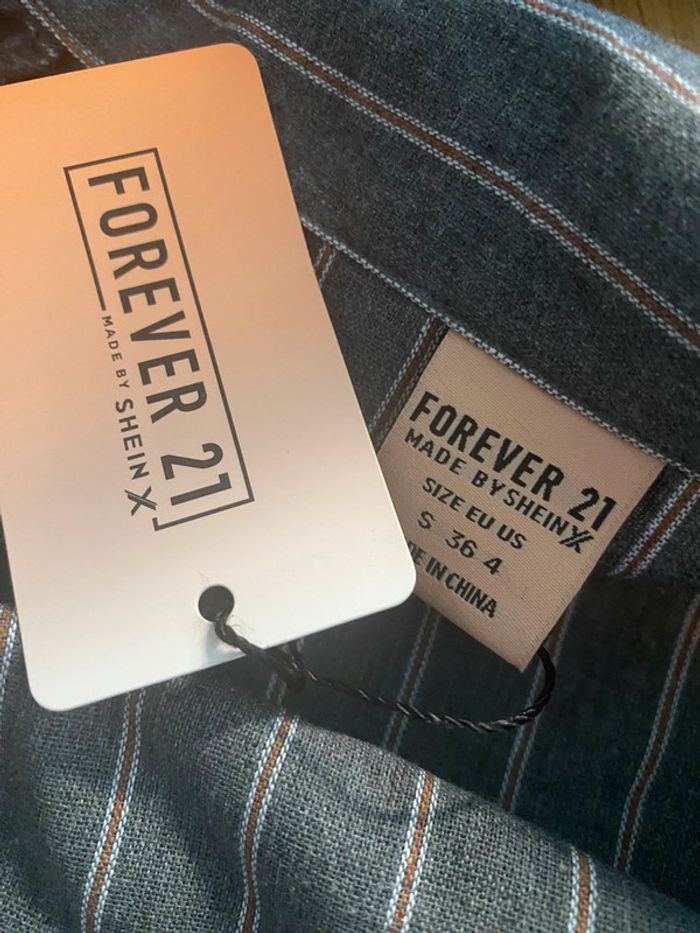 FOREVER 21
MADE BY SHEIN X
FOREVER 21
MADE BY SHEIN X
SIZE EU US
S 36 4
DE IN CHINA